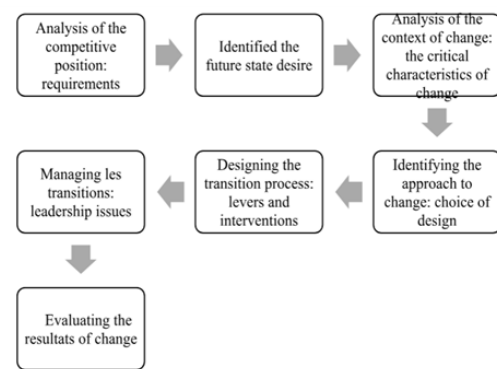 Analysis of the
competitive position:
requirements
Identified the
future state desire
Analysis of the
context of change:
the critical
characteristics of
change
Identifying the
approach to
change: choice of
design
Designing the
transition process:
levers and
interventions
Managing les
transitions:
leadership issues
Evaluating the
resultats of change